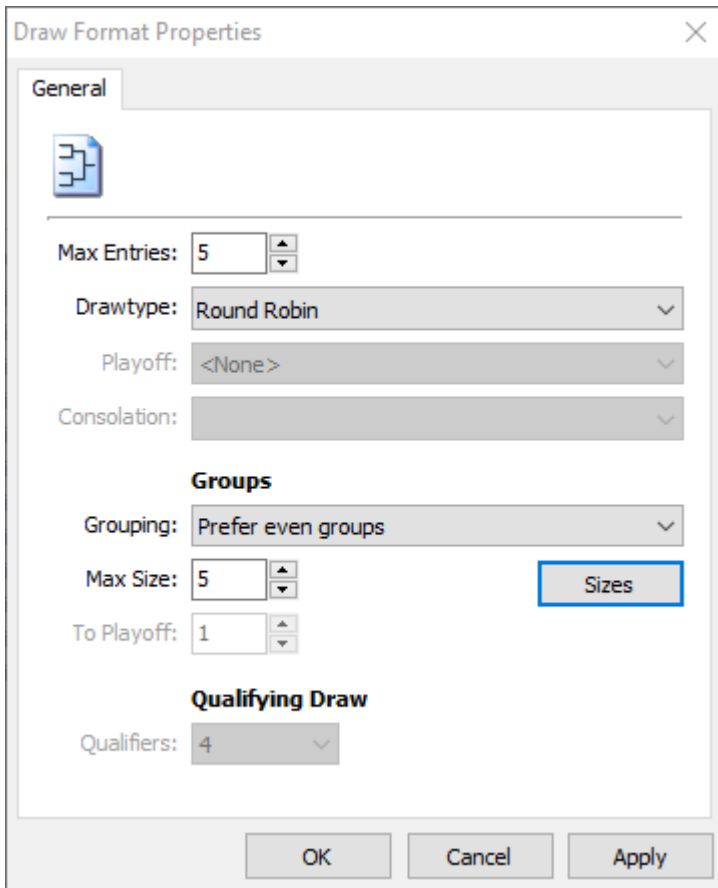 Draw Format Properties
General
Max Entries: 5
Drawtype: Round Robin
Playoff: <None>
Consolation:
Groups
Grouping: Prefer even groups
Max Size: 5 Sizes
To Playoff: 1
Qualifying Draw
Qualifiers: 4
OK Cancel Apply